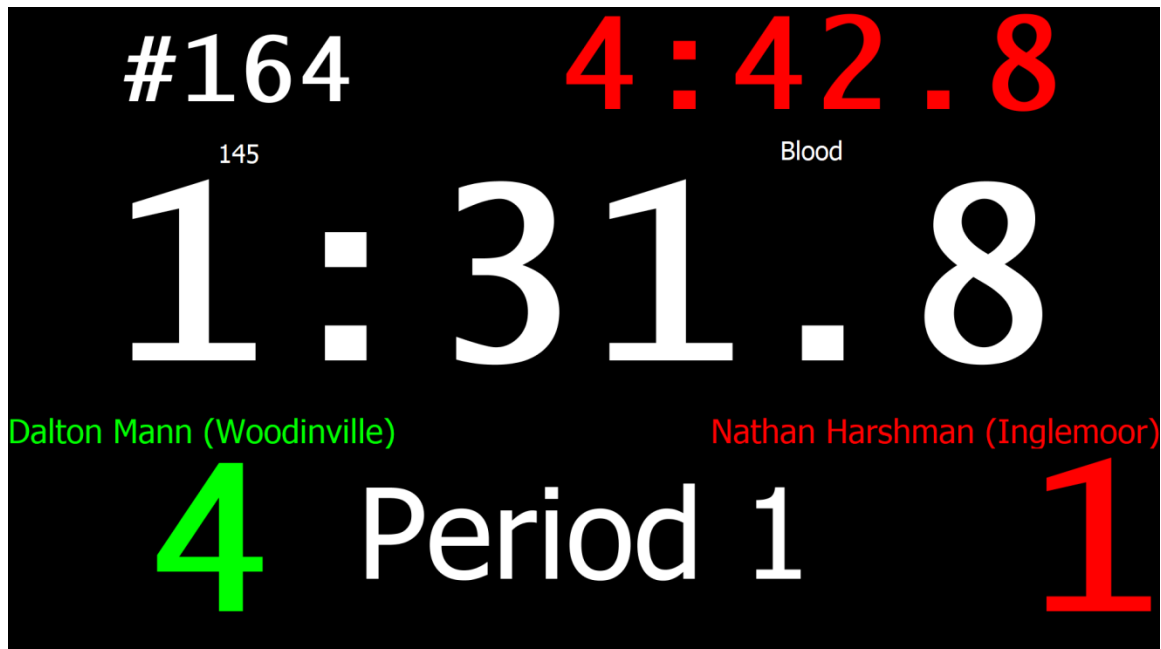 #164 4:42.8
145 Blood
1:31.8
Dalton Mann (Woodinville) Nathan Harshman (Inglemoor)
4 Period 1 1